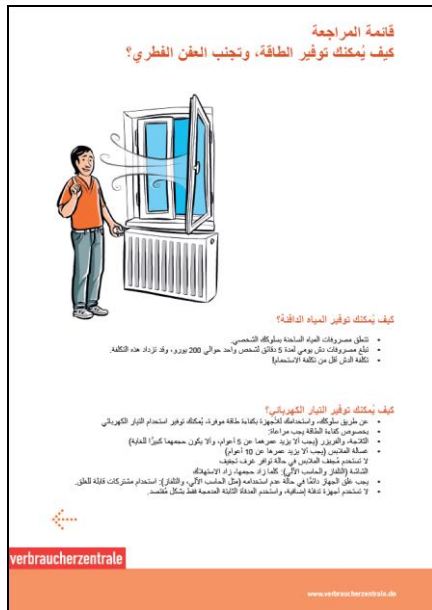 قائمة المراجعة
كيف يُمكنك توفير الطاقة، وتجنب العفن الفطري؟
كيف يُمكنك توفير المياه الدافئة؟
• تتعلق مصروفات المياه الساخنة بسلوكك الشخصي.
• تبلغ مصروفات دش يومي لمدة 5 دقائق لشخص واحد حوالي 200 يورو، وقد تزداد هذه التكلفة.
• تكلفة الدش أقل من تكلفة الاستحمام!
كيف يُمكنك توفير التيار الكهربائي؟
• عن طريق سلوكك، واستخدامك للأجهزة بكفاءة طاقة موفرة، يُمكنك توفير استخدام التيار الكهربائي
• بخصوص كفاءة الطاقة يجب مراعاة:
• الثلاجة، والفريزر (يجب ألا يزيد عمرهما عن 5 أعوام، وألا يكون حجمهما كبيرًا للغاية)
• غسالة الملابس (يجب ألا يزيد عمرها عن 10 أعوام)
لا تستخدم مُجفف الملابس في حالة توافر غرف تجفيف
• الشاشة (التلفاز والحاسب الآلي): كلما زاد حجمها، زاد الاستهلاك
• يجب غلق الجهاز دائمًا في حالة عدم استخدامه (مثل الحاسب الآلي، والتلفاز): استخدام مشتركات قابلة للغلق.
• لا تستخدم أجهزة تدفئة إضافية، واستخدم المدفأة الثابتة المدمجة فقط بشكل مُقتصد.
verbraucherzentrale
www.verbraucherzentrale.de